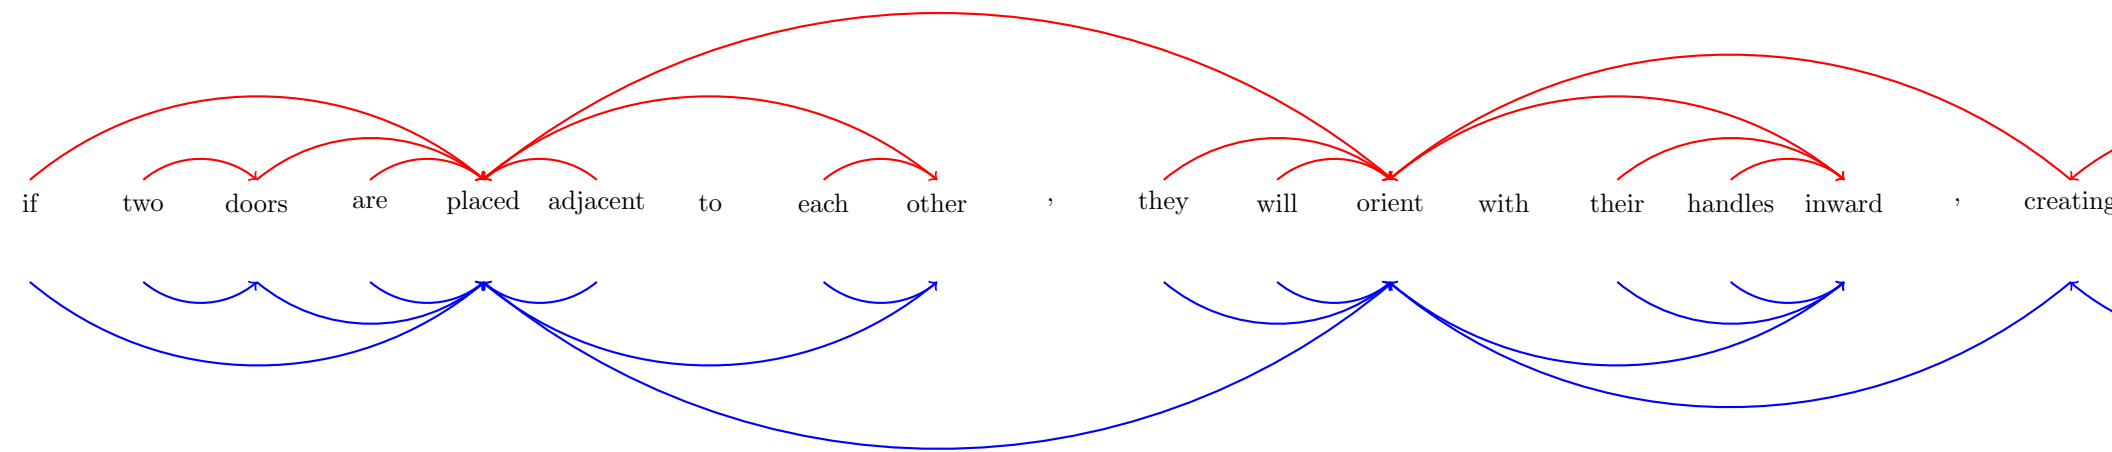 if two doors are placed adjacent to each other , they will orient with their handles inward , creating